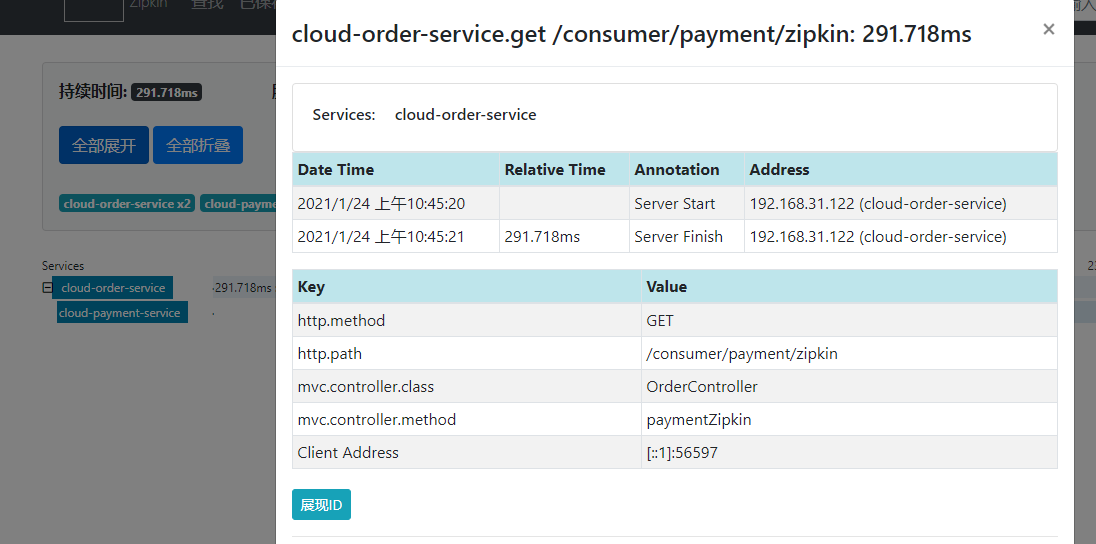 Zipkin 查找
cloud-order-service.get /consumer/payment/zipkin: 291.718ms
×
持续时间: 291.718ms
全部展开 全部折叠
cloud-order-service x2
Services: cloud-order-service
Date Time Relative Time Annotation Address
2021/1/24 上午10:45:20 Server Start 192.168.31.122 (cloud-order-service)
2021/1/24 上午10:45:21 291.718ms Server Finish 192.168.31.122 (cloud-order-service)
Services
cloud-order-service 291.718ms
cloud-payment-service
Key Value
http.method GET
http.path /consumer/payment/zipkin
mvc.controller.class OrderController
mvc.controller.method paymentZipkin
Client Address [::1]:56597
展现ID